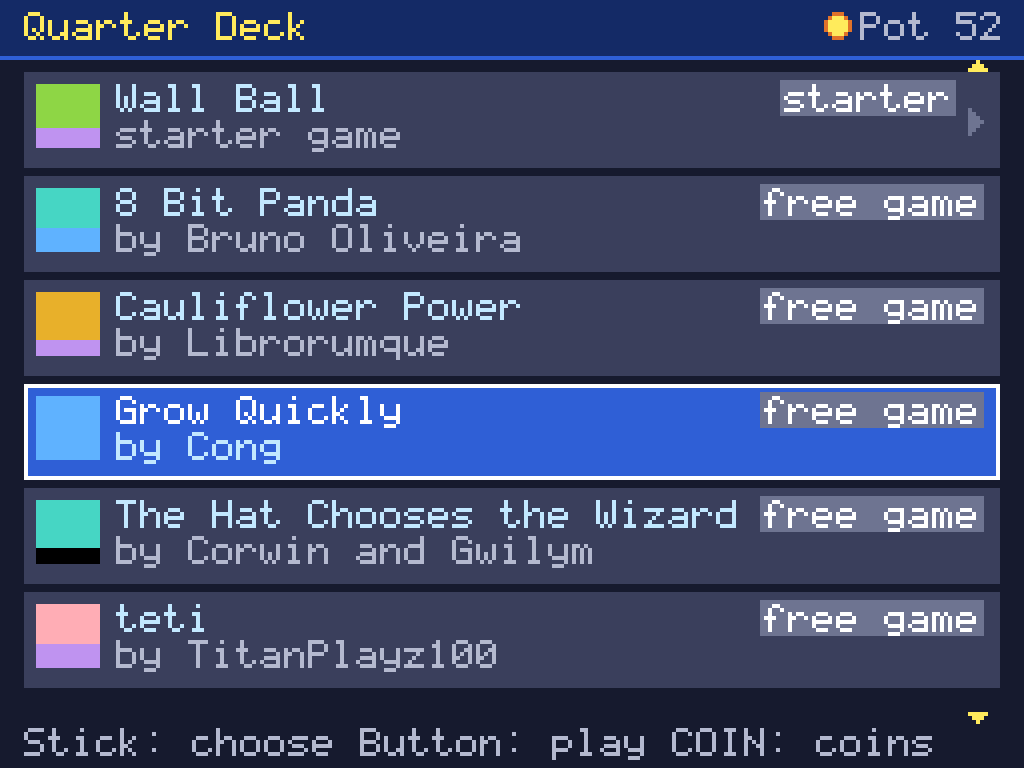 Quarter Deck
Pot 52
Wall Ball
starter
starter game
8 Bit Panda
free game
by Bruno Oliveira
Cauliflower Power
free game
by Librorumque
Grow Quickly
free game
by Cong
The Hat Chooses the Wizard
free game
by Corwin and Gwilym
teti
free game
by TitanPlayz100
Stick: choose Button: play COIN: coins